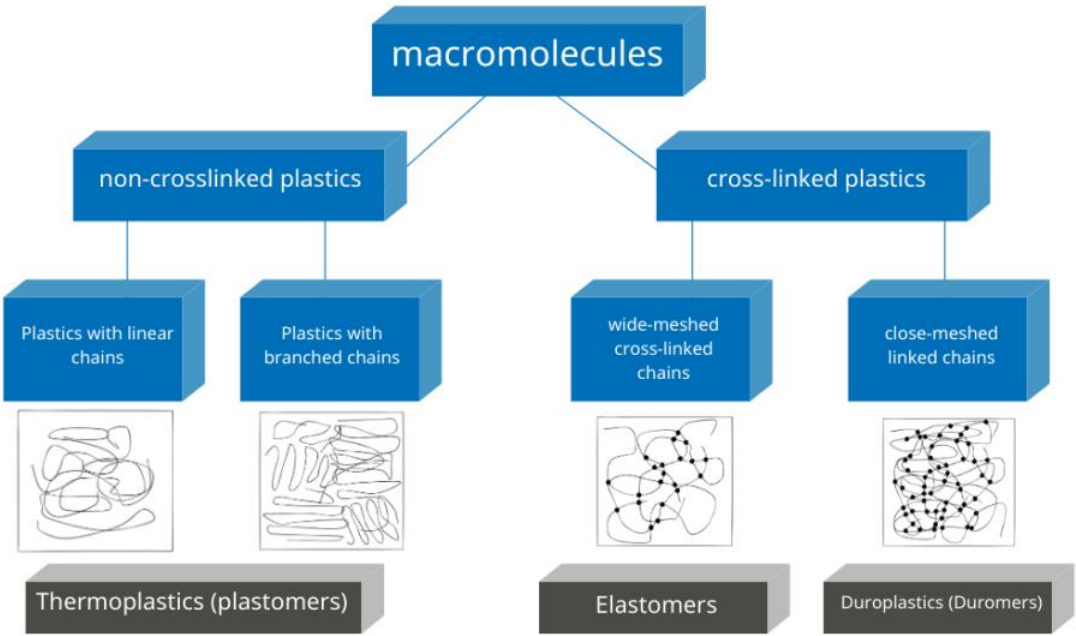 macromolecules
non-crosslinked plastics
cross-linked plastics
Plastics with linear
chains
Plastics with
branched chains
wide-meshed
cross-linked
chains
close-meshed
linked chains
Thermoplastics (plastomers)
Elastomers
Duroplastics (Duromers)